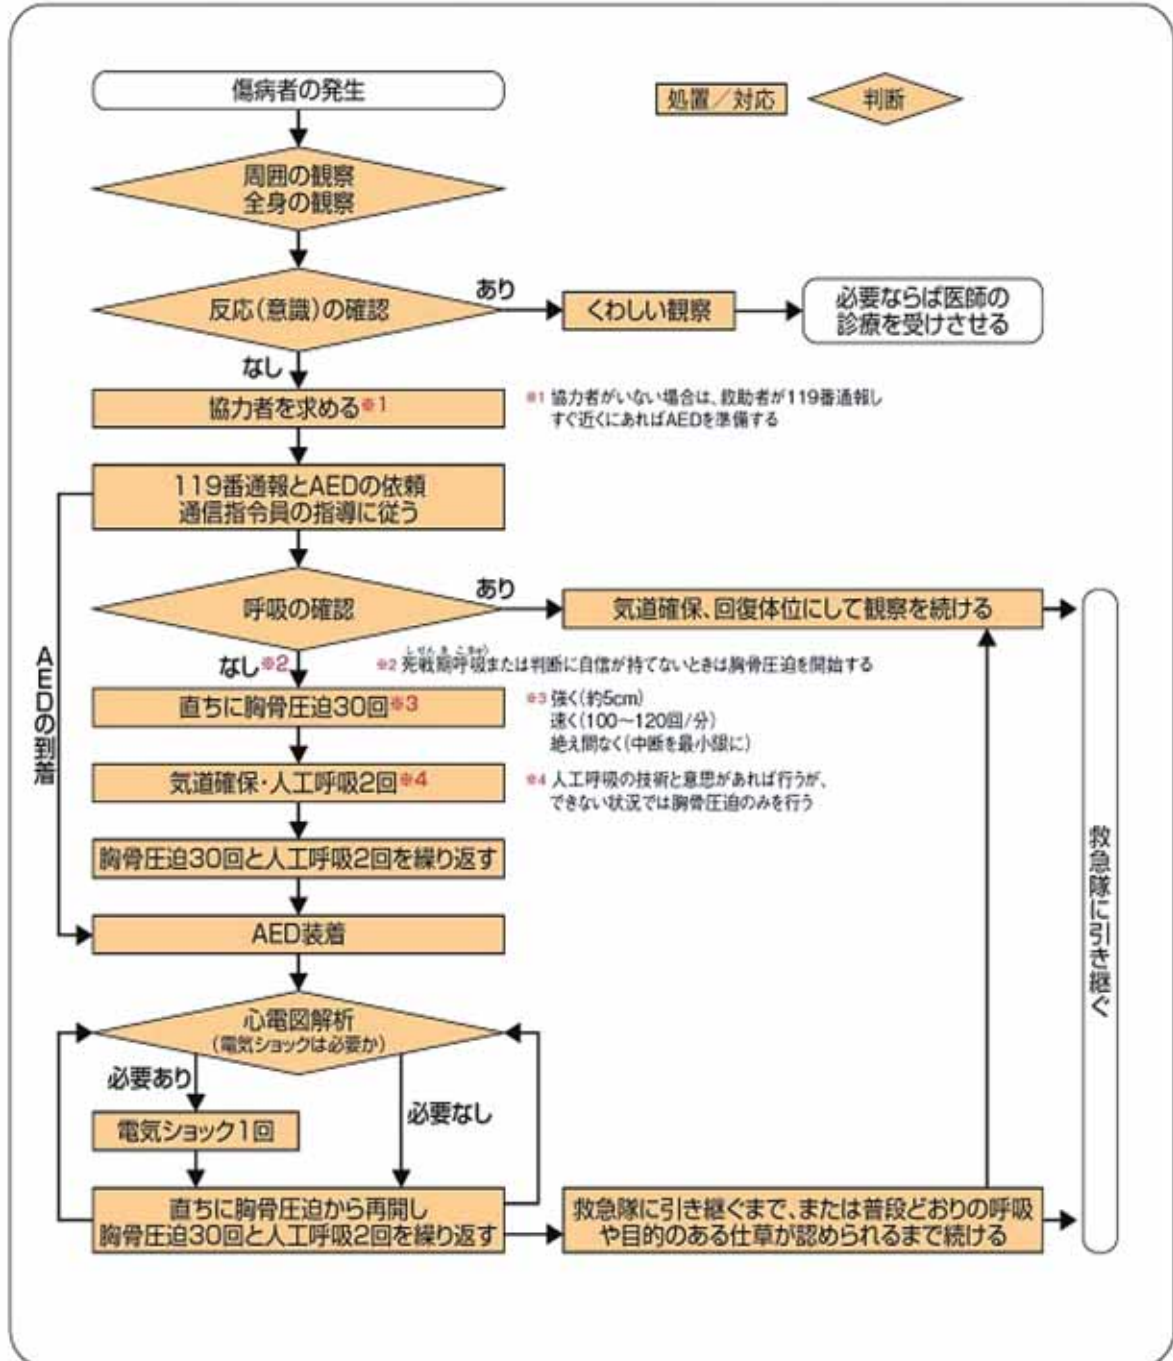 傷病者の発生
処置/対応
判断
周囲の観察
全身の観察
反応(意識)の確認
あり
くわしい観察
必要ならば医師の
診療を受けさせる
なし
協力者を求める※1
※1 協力者がいない場合は、救助者が119番通報し
すぐ近くにあればAEDを準備する
119番通報とAEDの依頼
通信指令員の指導に従う
呼吸の確認
あり
気道確保、回復体位にして観察を続ける
なし※2
しせんきこきゅう
※2 死戦期呼吸または判断に自信が持てないときは胸骨圧迫を開始する
直ちに胸骨圧迫30回※3
※3 強く(約5cm)
速く(100〜120回/分)
絶え間なく(中断を最小限に)
気道確保・人工呼吸2回※4
※4 人工呼吸の技術と意思があれば行うが、
できない状況では胸骨圧迫のみを行う
胸骨圧迫30回と人工呼吸2回を繰り返す
AEDの到着
AED装着
心電図解析
(電気ショックは必要か)
必要あり
必要なし
電気ショック1回
直ちに胸骨圧迫から再開し
胸骨圧迫30回と人工呼吸2回を繰り返す
救急隊に引き継ぐまで、または普段どおりの呼吸
や目的のある仕草が認められるまで続ける
救急隊に引き継ぐ